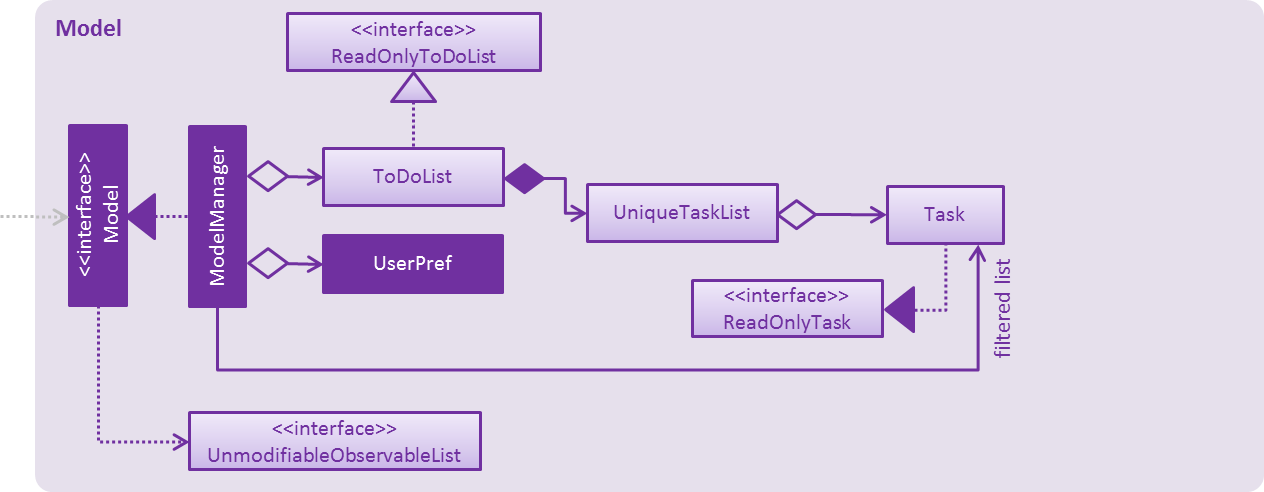 Model
<<interface>>
ReadOnlyToDoList
<<interface>>
Model
ModelManager
ToDoList
UniqueTaskList
Task
UserPref
<<interface>>
ReadOnlyTask
filtered list
<<interface>>
UnmodifiableObservableList